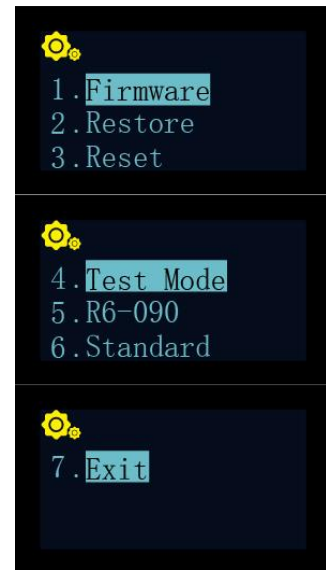 1.Firmware
2.Restore
3.Reset
4.Test Mode
5.R6-090
6.Standard
7.Exit